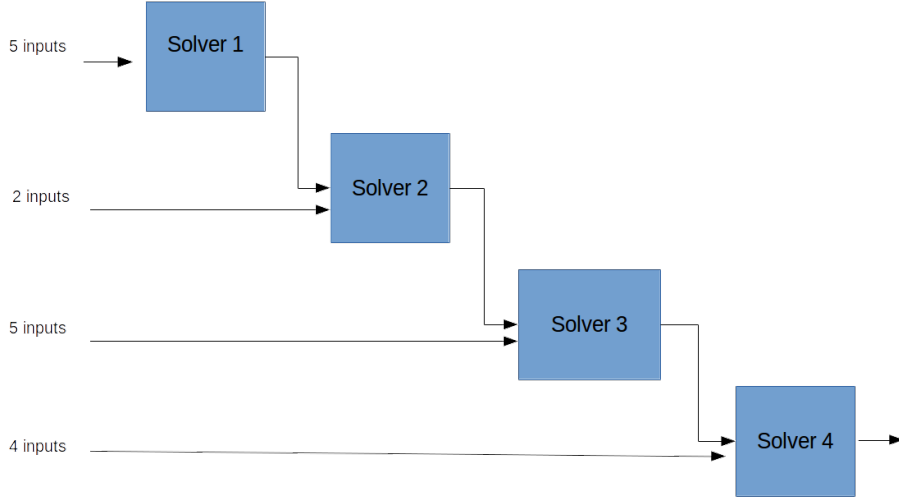 Solver 1
5 inputs
Solver 2
2 inputs
Solver 3
5 inputs
Solver 4
4 inputs